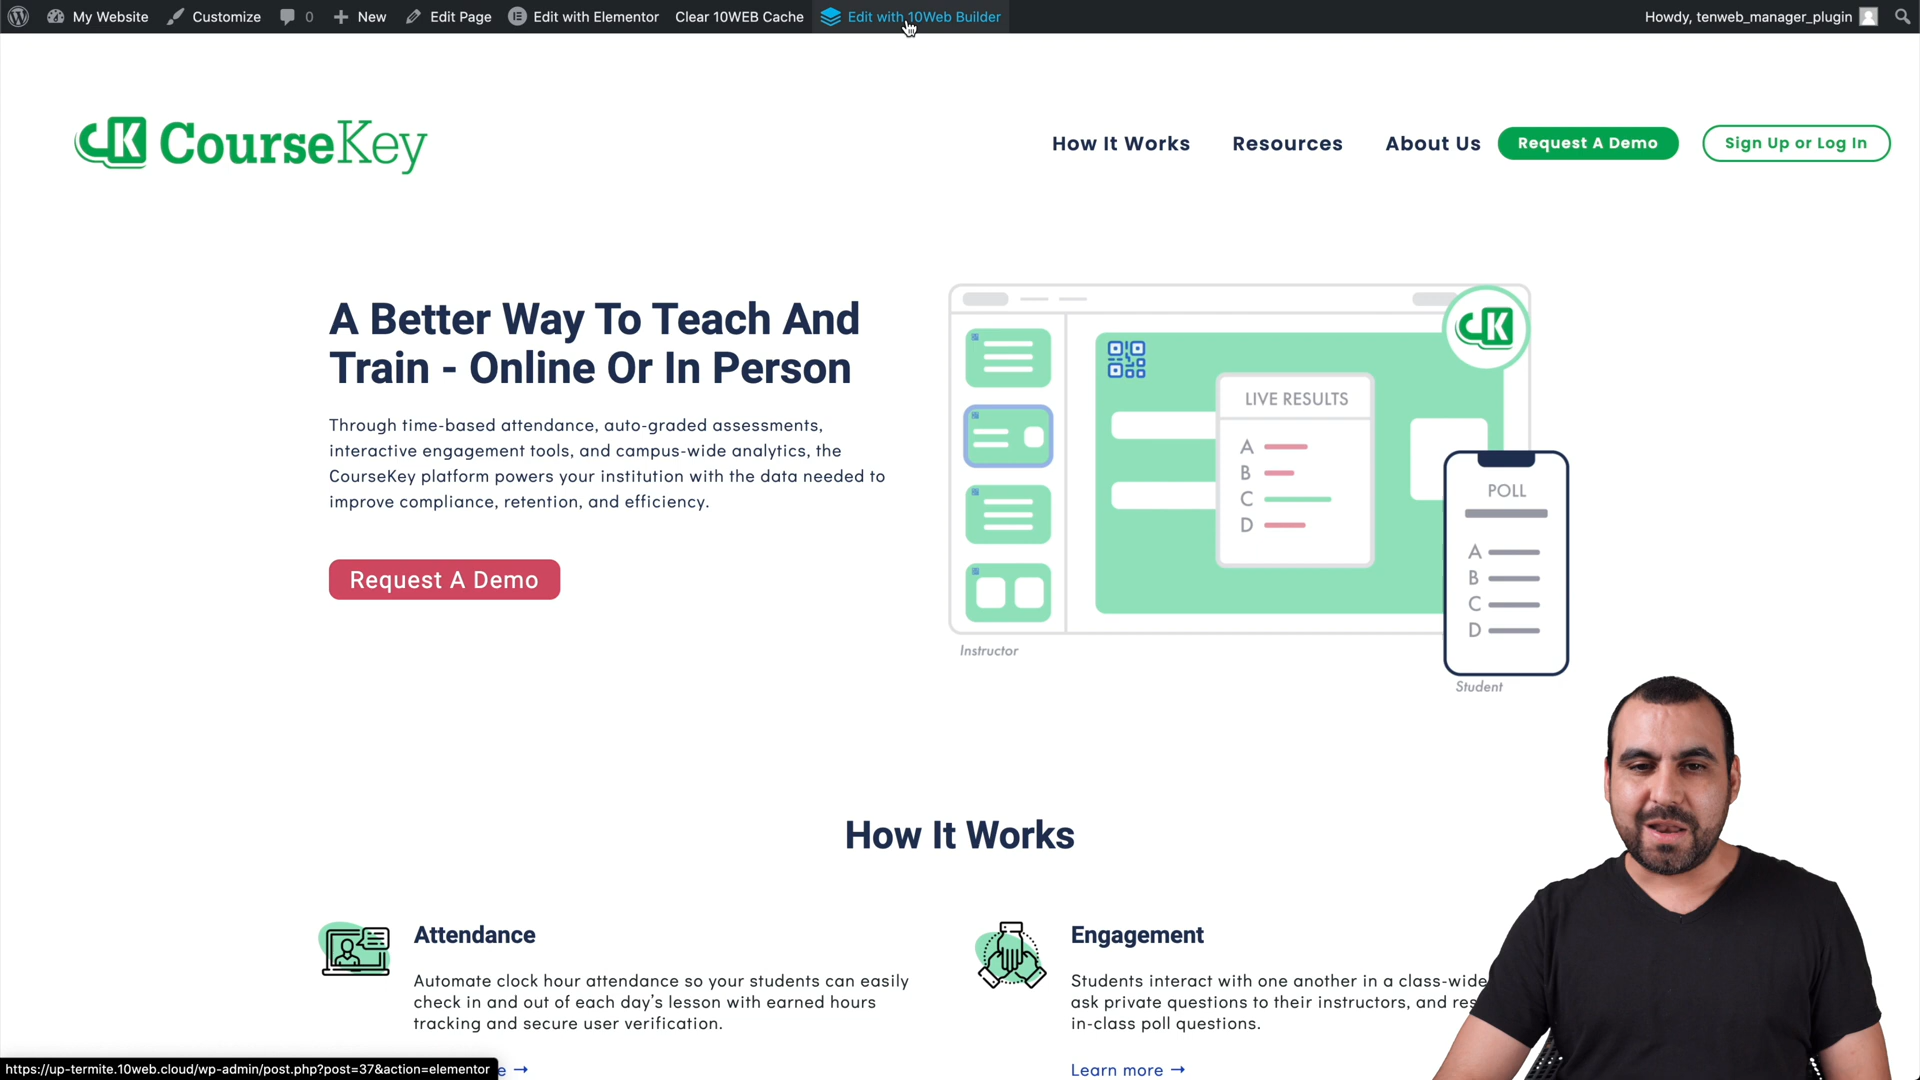 My Website Customize 0 New Edit Page Edit with Elementor Clear 10WEB Cache Edit with 10Web Builder Howdy, tenweb_manager_plugin
CK CourseKey
How It Works Resources About Us Request A Demo Sign Up or Log In
A Better Way To Teach And
Train - Online Or In Person
Through time-based attendance, auto-graded assessments,
interactive engagement tools, and campus-wide analytics, the
CourseKey platform powers your institution with the data needed to
improve compliance, retention, and efficiency.
Request A Demo
CK
LIVE RESULTS
A
B
C
D
Instructor
POLL
A
B
C
D
Student
How It Works
Attendance
Automate clock hour attendance so your students can easily
check in and out of each day's lesson with earned hours
tracking and secure user verification.
Engagement
Students interact with one another in a class-wide
ask private questions to their instructors, and
in-class poll questions.
Learn more →
https://up-termite.10web.cloud/wp-admin/post.php?post=37&action=elementor